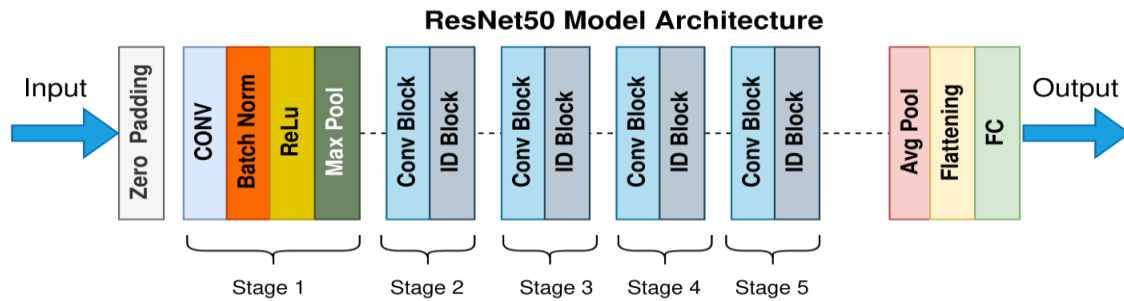 ResNet50 Model Architecture
Input
Zero Padding
CONV
Batch Norm
ReLu
Max Pool
Conv Block
ID Block
Conv Block
ID Block
Conv Block
ID Block
Conv Block
ID Block
Avg Pool
Flattening
FC
Output
Stage 1
Stage 2
Stage 3
Stage 4
Stage 5